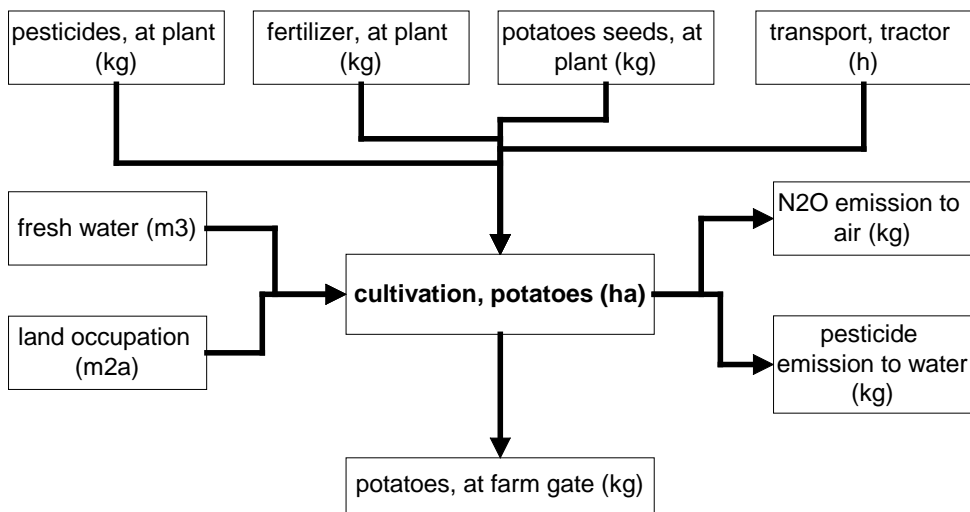 pesticides, at plant
(kg)
fertilizer, at plant
(kg)
potatoes seeds, at
plant (kg)
transport, tractor
(h)
fresh water (m3)
land occupation
(m2a)
cultivation, potatoes (ha)
N2O emission to
air (kg)
pesticide
emission to water
(kg)
potatoes, at farm gate (kg)